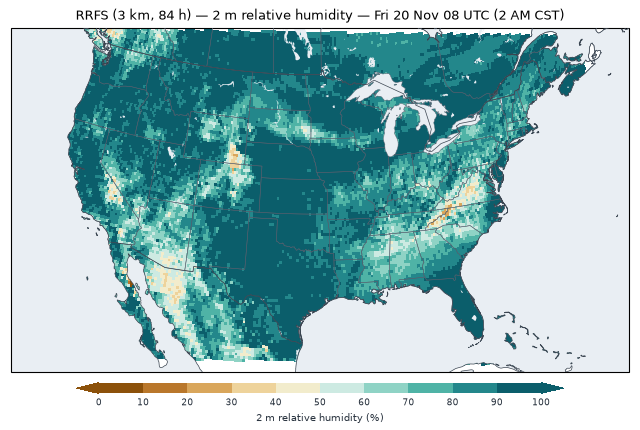 RRFS (3 km, 84 h) — 2 m relative humidity — Fri 20 Nov 08 UTC (2 AM CST)
0 10 20 30 40 50 60 70 80 90 100
2 m relative humidity (%)